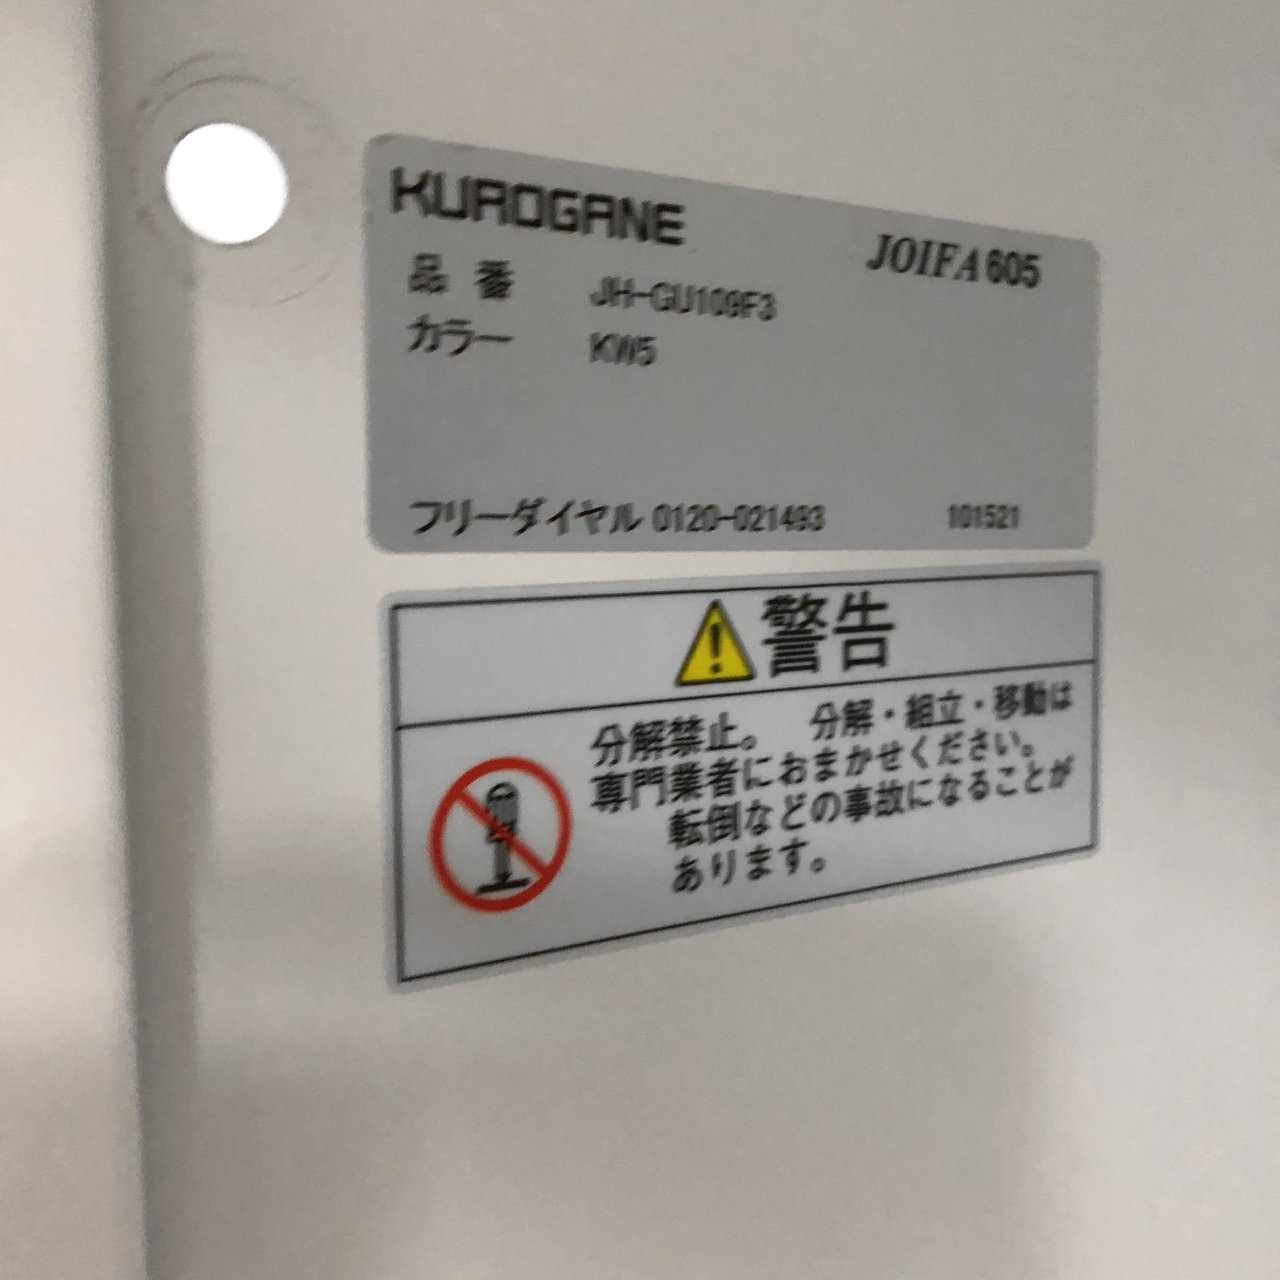 KUROGANE
JOIFA 605
品 番 JH-GU109F3
カラー KW5
フリーダイヤル 0120-021493 101521
警告
分解禁止。 分解・組立・移動は
専門業者におまかせください。
転倒などの事故になることが
あります。